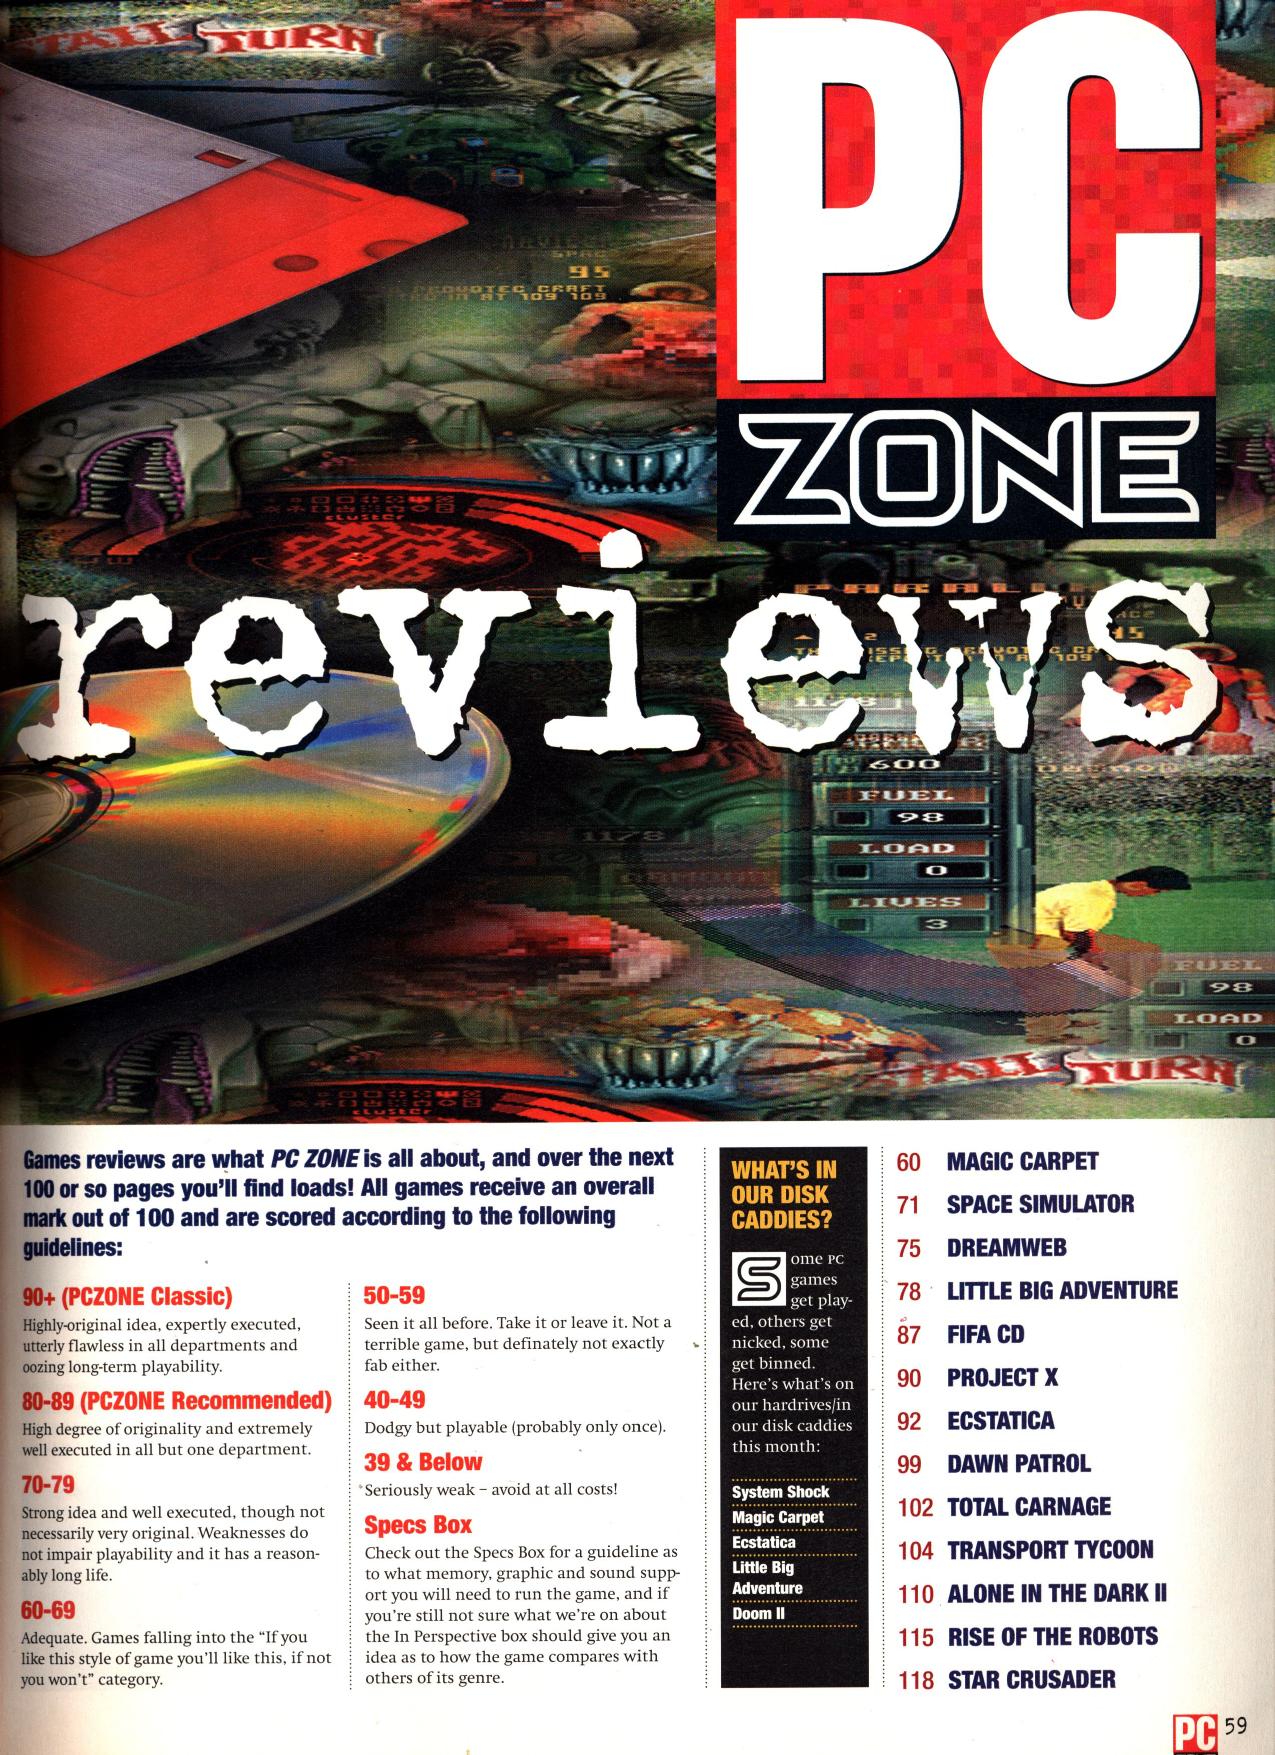 TALL TURN
PC
ZONE
95
reviews
600
FUEL
98
LOAD
0
LIVES
3
1178
FUEL
98
LOAD
0
TALL TURN
Games reviews are what PC ZONE is all about, and over the next
100 or so pages you'll find loads! All games receive an overall
mark out of 100 and are scored according to the following
guidelines:
90+ (PCZONE Classic)
Highly-original idea, expertly executed,
utterly flawless in all departments and
oozing long-term playability.
80-89 (PCZONE Recommended)
High degree of originality and extremely
well executed in all but one department.
70-79
Strong idea and well executed, though not
necessarily very original. Weaknesses do
not impair playability and it has a reason-
ably long life.
60-69
Adequate. Games falling into the “If you
like this style of game you'll like this, if not
you won't” category.
50-59
Seen it all before. Take it or leave it. Not a
terrible game, but definately not exactly
fab either.
40-49
Dodgy but playable (probably only once).
39 & Below
Seriously weak – avoid at all costs!
Specs Box
Check out the Specs Box for a guideline as
to what memory, graphic and sound supp-
ort you will need to run the game, and if
you're still not sure what we're on about
the In Perspective box should give you an
idea as to how the game compares with
others of its genre.
WHAT'S IN
OUR DISK
CADDIES?
Some PC
games
get play-
ed, others get
nicked, some
get binned.
Here's what's on
our hardrives/in
our disk caddies
this month:
System Shock
Magic Carpet
Ecstatica
Little Big
Adventure
Doom II
60 MAGIC CARPET
71 SPACE SIMULATOR
75 DREAMWEB
78 LITTLE BIG ADVENTURE
87 FIFA CD
90 PROJECT X
92 ECSTATICA
99 DAWN PATROL
102 TOTAL CARNAGE
104 TRANSPORT TYCOON
110 ALONE IN THE DARK II
115 RISE OF THE ROBOTS
118 STAR CRUSADER
PC 59